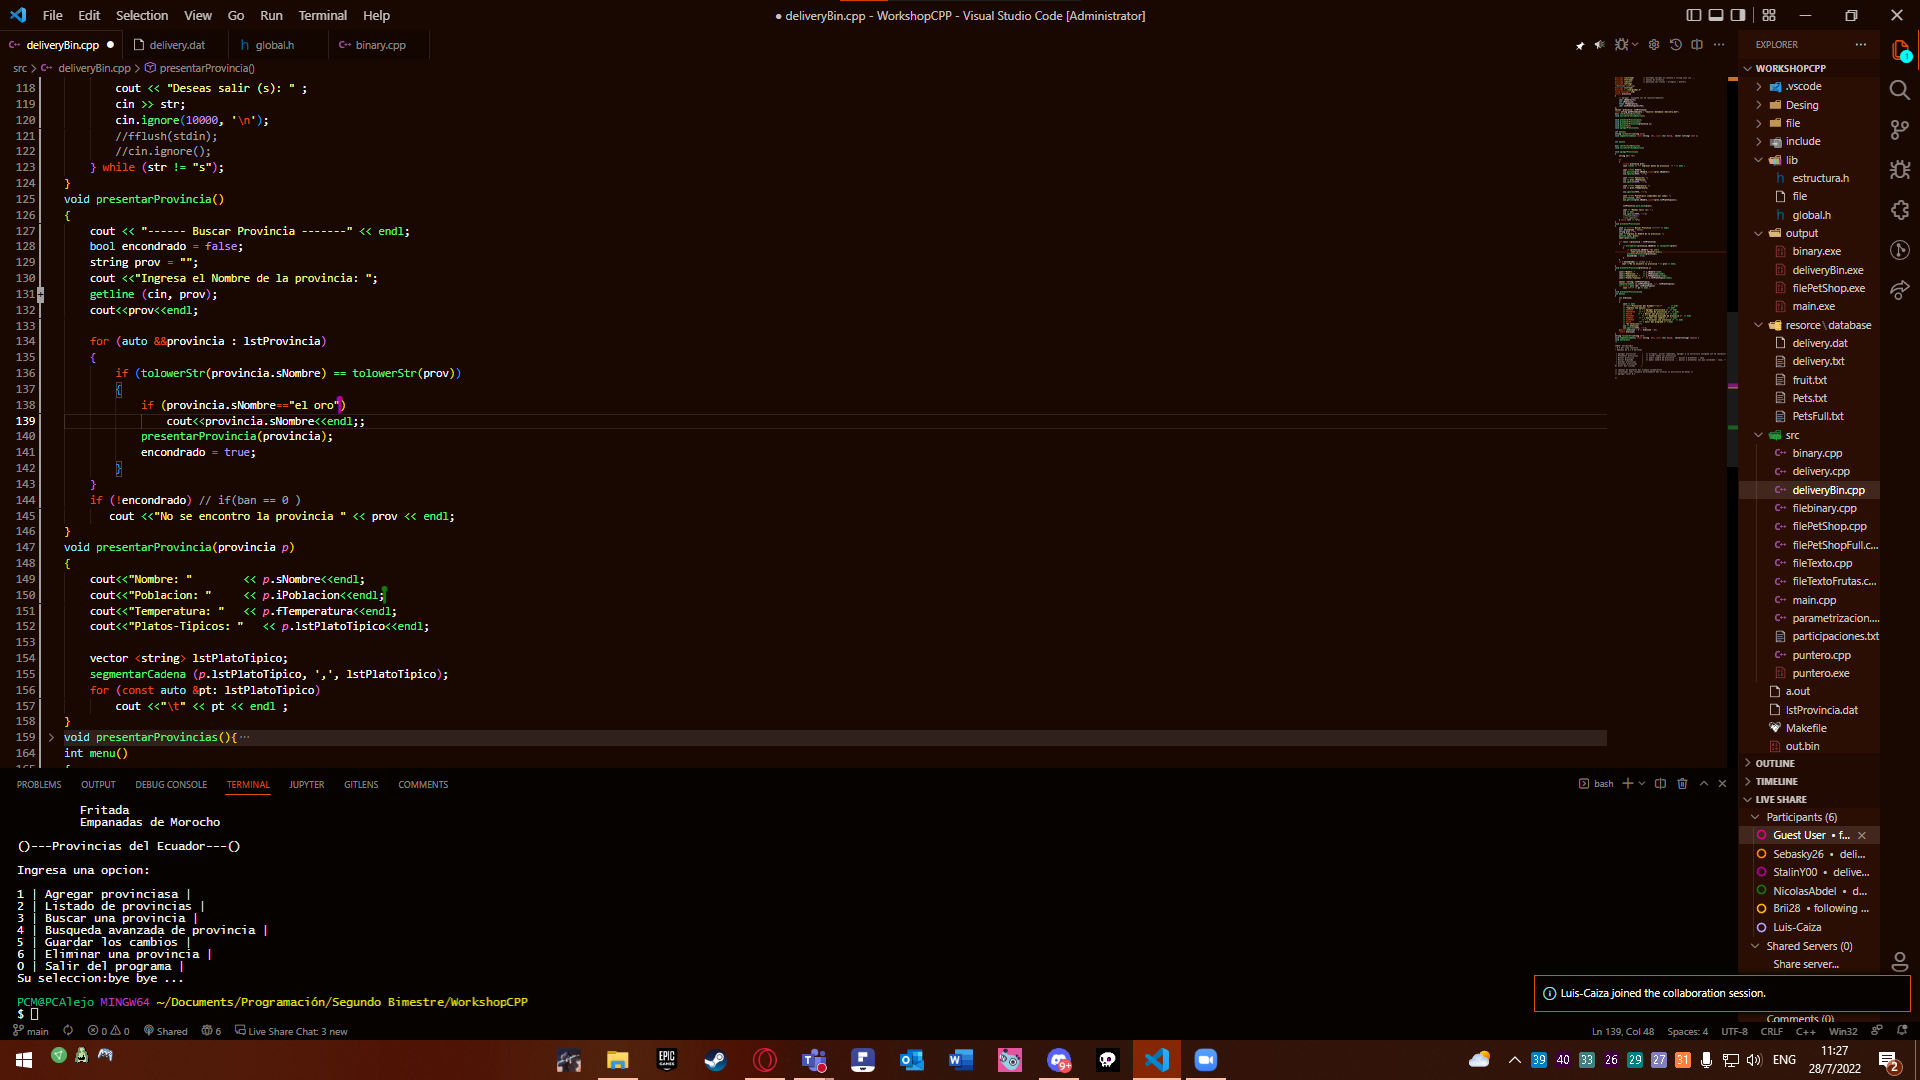 File Edit Selection View Go Run Terminal Help
● deliveryBin.cpp - WorkshopCPP - Visual Studio Code [Administrator]
deliveryBin.cpp ● delivery.dat global.h binary.cpp
src > deliveryBin.cpp > presentarProvincia()
118 cout << "Deseas salir (s): " ;
119 cin >> str;
120 cin.ignore(10000, '\n');
121 //fflush(stdin);
122 //cin.ignore();
123 } while (str != "s");
124 }
125 void presentarProvincia()
126 {
127 cout << "------ Buscar Provincia -------" << endl;
128 bool encondrado = false;
129 string prov = "";
130 cout <<"Ingresa el Nombre de la provincia: ";
131 getline (cin, prov);
132 cout<<prov<<endl;
133
134 for (auto &&provincia : lstProvincia)
135 {
136 if (tolowerStr(provincia.sNombre) == tolowerStr(prov))
137 {
138 if (provincia.sNombre=="el oro")
139 cout<<provincia.sNombre<<endl;;
140 presentarProvincia(provincia);
141 encondrado = true;
142 }
143 }
144 if (!encondrado) // if(ban == 0 )
145 cout <<"No se encontro la provincia " << prov << endl;
146 }
147 void presentarProvincia(provincia p)
148 {
149 cout<<"Nombre: " << p.sNombre<<endl;
150 cout<<"Poblacion: " << p.iPoblacion<<endl;
151 cout<<"Temperatura: " << p.fTemperatura<<endl;
152 cout<<"Platos-Tipicos: " << p.lstPlatoTipico<<endl;
153
154 vector <string> lstPlatoTipico;
155 segmentarCadena (p.lstPlatoTipico, ',', lstPlatoTipico);
156 for (const auto &pt: lstPlatoTipico)
157 cout <<"\t" << pt << endl ;
158 }
159 void presentarProvincias(){ ···
164 int menu()
PROBLEMS OUTPUT DEBUG CONSOLE TERMINAL JUPYTER GITLENS COMMENTS
bash
Fritada
Empanadas de Morocho
()---Provincias del Ecuador---()
Ingresa una opcion:
1 | Agregar provinciasa |
2 | Listado de provincias |
3 | Buscar una provincia |
4 | Busqueda avanzada de provincia |
5 | Guardar los cambios |
6 | Eliminar una provincia |
0 | Salir del programa |
Su seleccion:bye bye ...
PCM@PCAlejo MINGW64 ~/Documents/Programación/Segundo Bimestre/WorkshopCPP
$
EXPLORER
WORKSHOPCPP
.vscode
Desing
file
include
lib
estructura.h
file
global.h
output
binary.exe
deliveryBin.exe
filePetShop.exe
main.exe
resorce\database
delivery.dat
delivery.txt
fruit.txt
Pets.txt
PetsFull.txt
src
binary.cpp
delivery.cpp
deliveryBin.cpp
filebinary.cpp
filePetShop.cpp
filePetShopFull.c...
fileTexto.cpp
fileTextoFrutas.c...
main.cpp
parametrizacion....
participaciones.txt
puntero.cpp
puntero.exe
a.out
lstProvincia.dat
Makefile
out.bin
OUTLINE
TIMELINE
LIVE SHARE
Participants (6)
Guest User • f...
Sebasky26 • deli...
StalinY00 • delive...
NicolasAbdel • d...
Brii28 • following ...
Luis-Caiza
Shared Servers (0)
Share server...
Comments (0)
Luis-Caiza joined the collaboration session.
main 0 0 Shared 6 Live Share Chat: 3 new
Ln 139, Col 48 Spaces: 4 UTF-8 CRLF C++ Win32
EPIC GAMES
9+
39 40 33 26 29 27 31 ENG
11:27
28/7/2022
2